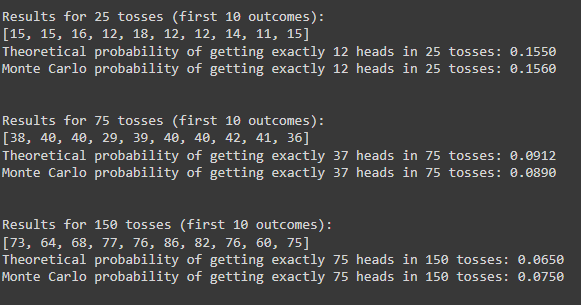 Results for 25 tosses (first 10 outcomes):
[15, 15, 16, 12, 18, 12, 12, 14, 11, 15]
Theoretical probability of getting exactly 12 heads in 25 tosses: 0.1550
Monte Carlo probability of getting exactly 12 heads in 25 tosses: 0.1560
Results for 75 tosses (first 10 outcomes):
[38, 40, 40, 29, 39, 40, 40, 42, 41, 36]
Theoretical probability of getting exactly 37 heads in 75 tosses: 0.0912
Monte Carlo probability of getting exactly 37 heads in 75 tosses: 0.0890
Results for 150 tosses (first 10 outcomes):
[73, 64, 68, 77, 76, 86, 82, 76, 60, 75]
Theoretical probability of getting exactly 75 heads in 150 tosses: 0.0650
Monte Carlo probability of getting exactly 75 heads in 150 tosses: 0.0750